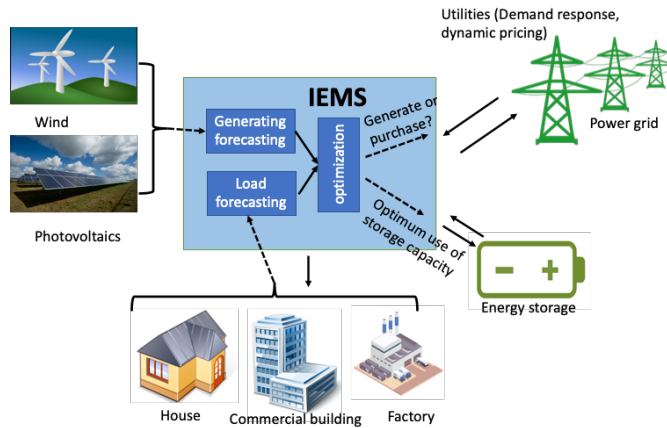 Utilities (Demand response,
dynamic pricing)
IEMS
Wind
Generating
forecasting
Load
forecasting
optimization
Generate or
purchase?
Optimum use of
storage capacity
Power grid
Photovoltaics
Energy storage
House
Commercial building
Factory